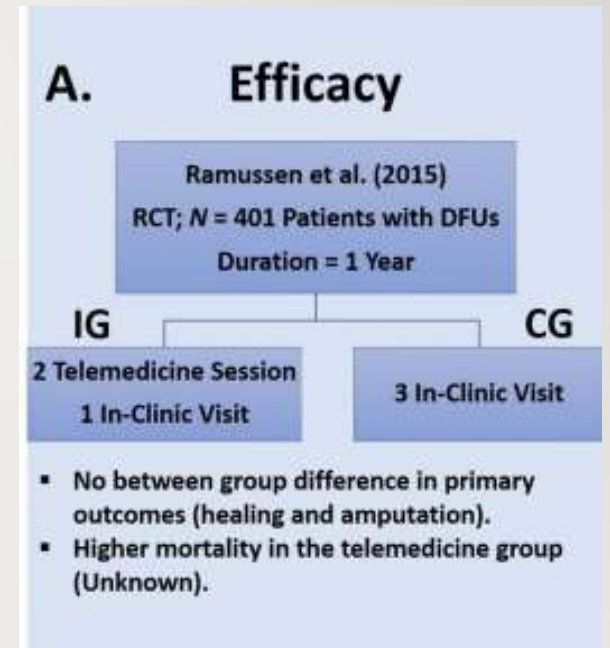 A. Efficacy
Ramussen et al. (2015)
RCT; N = 401 Patients with DFUs
Duration = 1 Year
IG
CG
2 Telemedicine Session
1 In-Clinic Visit
3 In-Clinic Visit
▪ No between group difference in primary
outcomes (healing and amputation).
▪ Higher mortality in the telemedicine group
(Unknown).